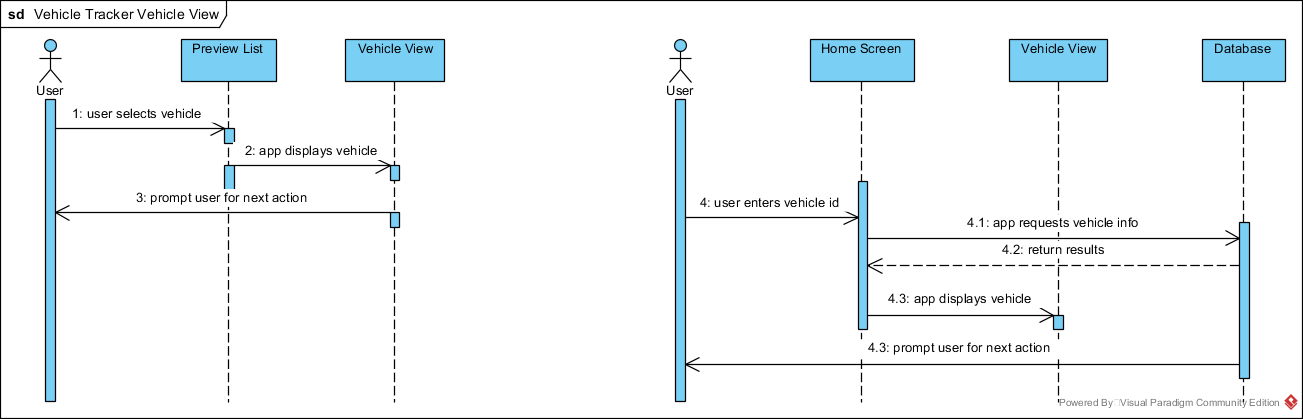 sd Vehicle Tracker Vehicle View
User
Preview List
Vehicle View
1: user selects vehicle
2: app displays vehicle
3: prompt user for next action
User
Home Screen
Vehicle View
Database
4: user enters vehicle id
4.1: app requests vehicle info
4.2: return results
4.3: app displays vehicle
4.3: prompt user for next action
Powered By Visual Paradigm Community Edition